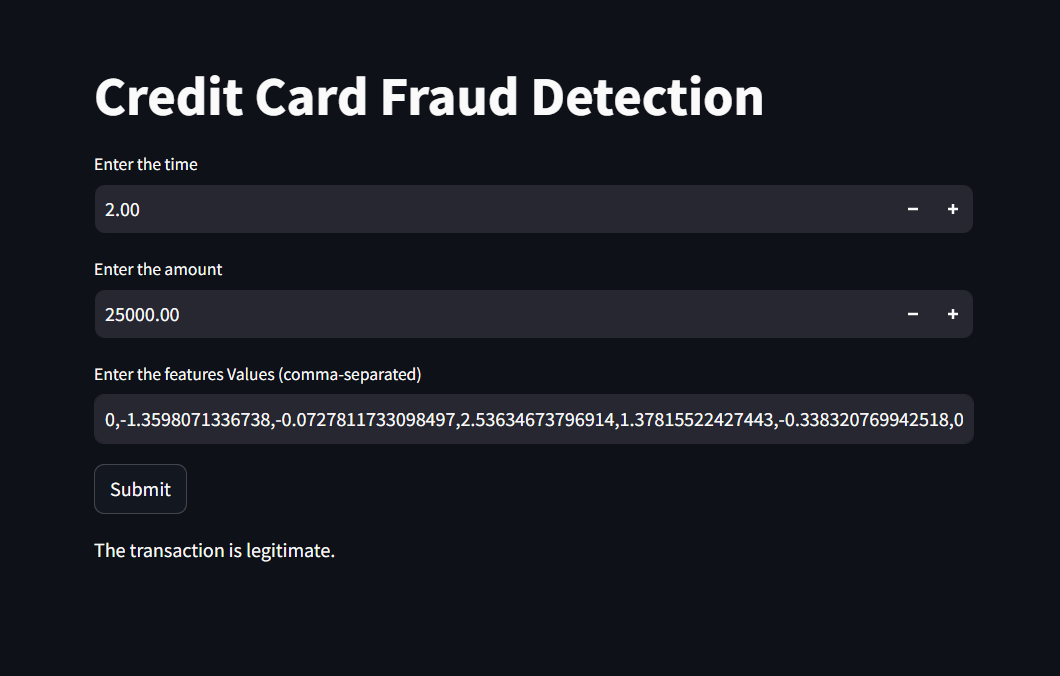 Credit Card Fraud Detection
Enter the time
2.00
Enter the amount
25000.00
Enter the features Values (comma-separated)
0,-1.3598071336738,-0.0727811733098497,2.53634673796914,1.37815522427443,-0.338320769942518,0
Submit
The transaction is legitimate.